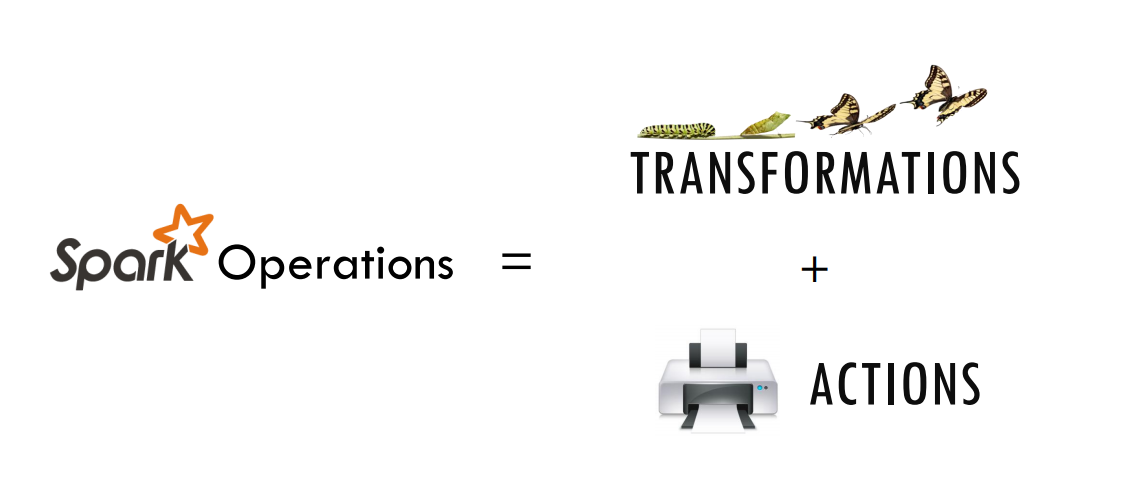 TRANSFORMATIONS
Spark Operations =
+
ACTIONS